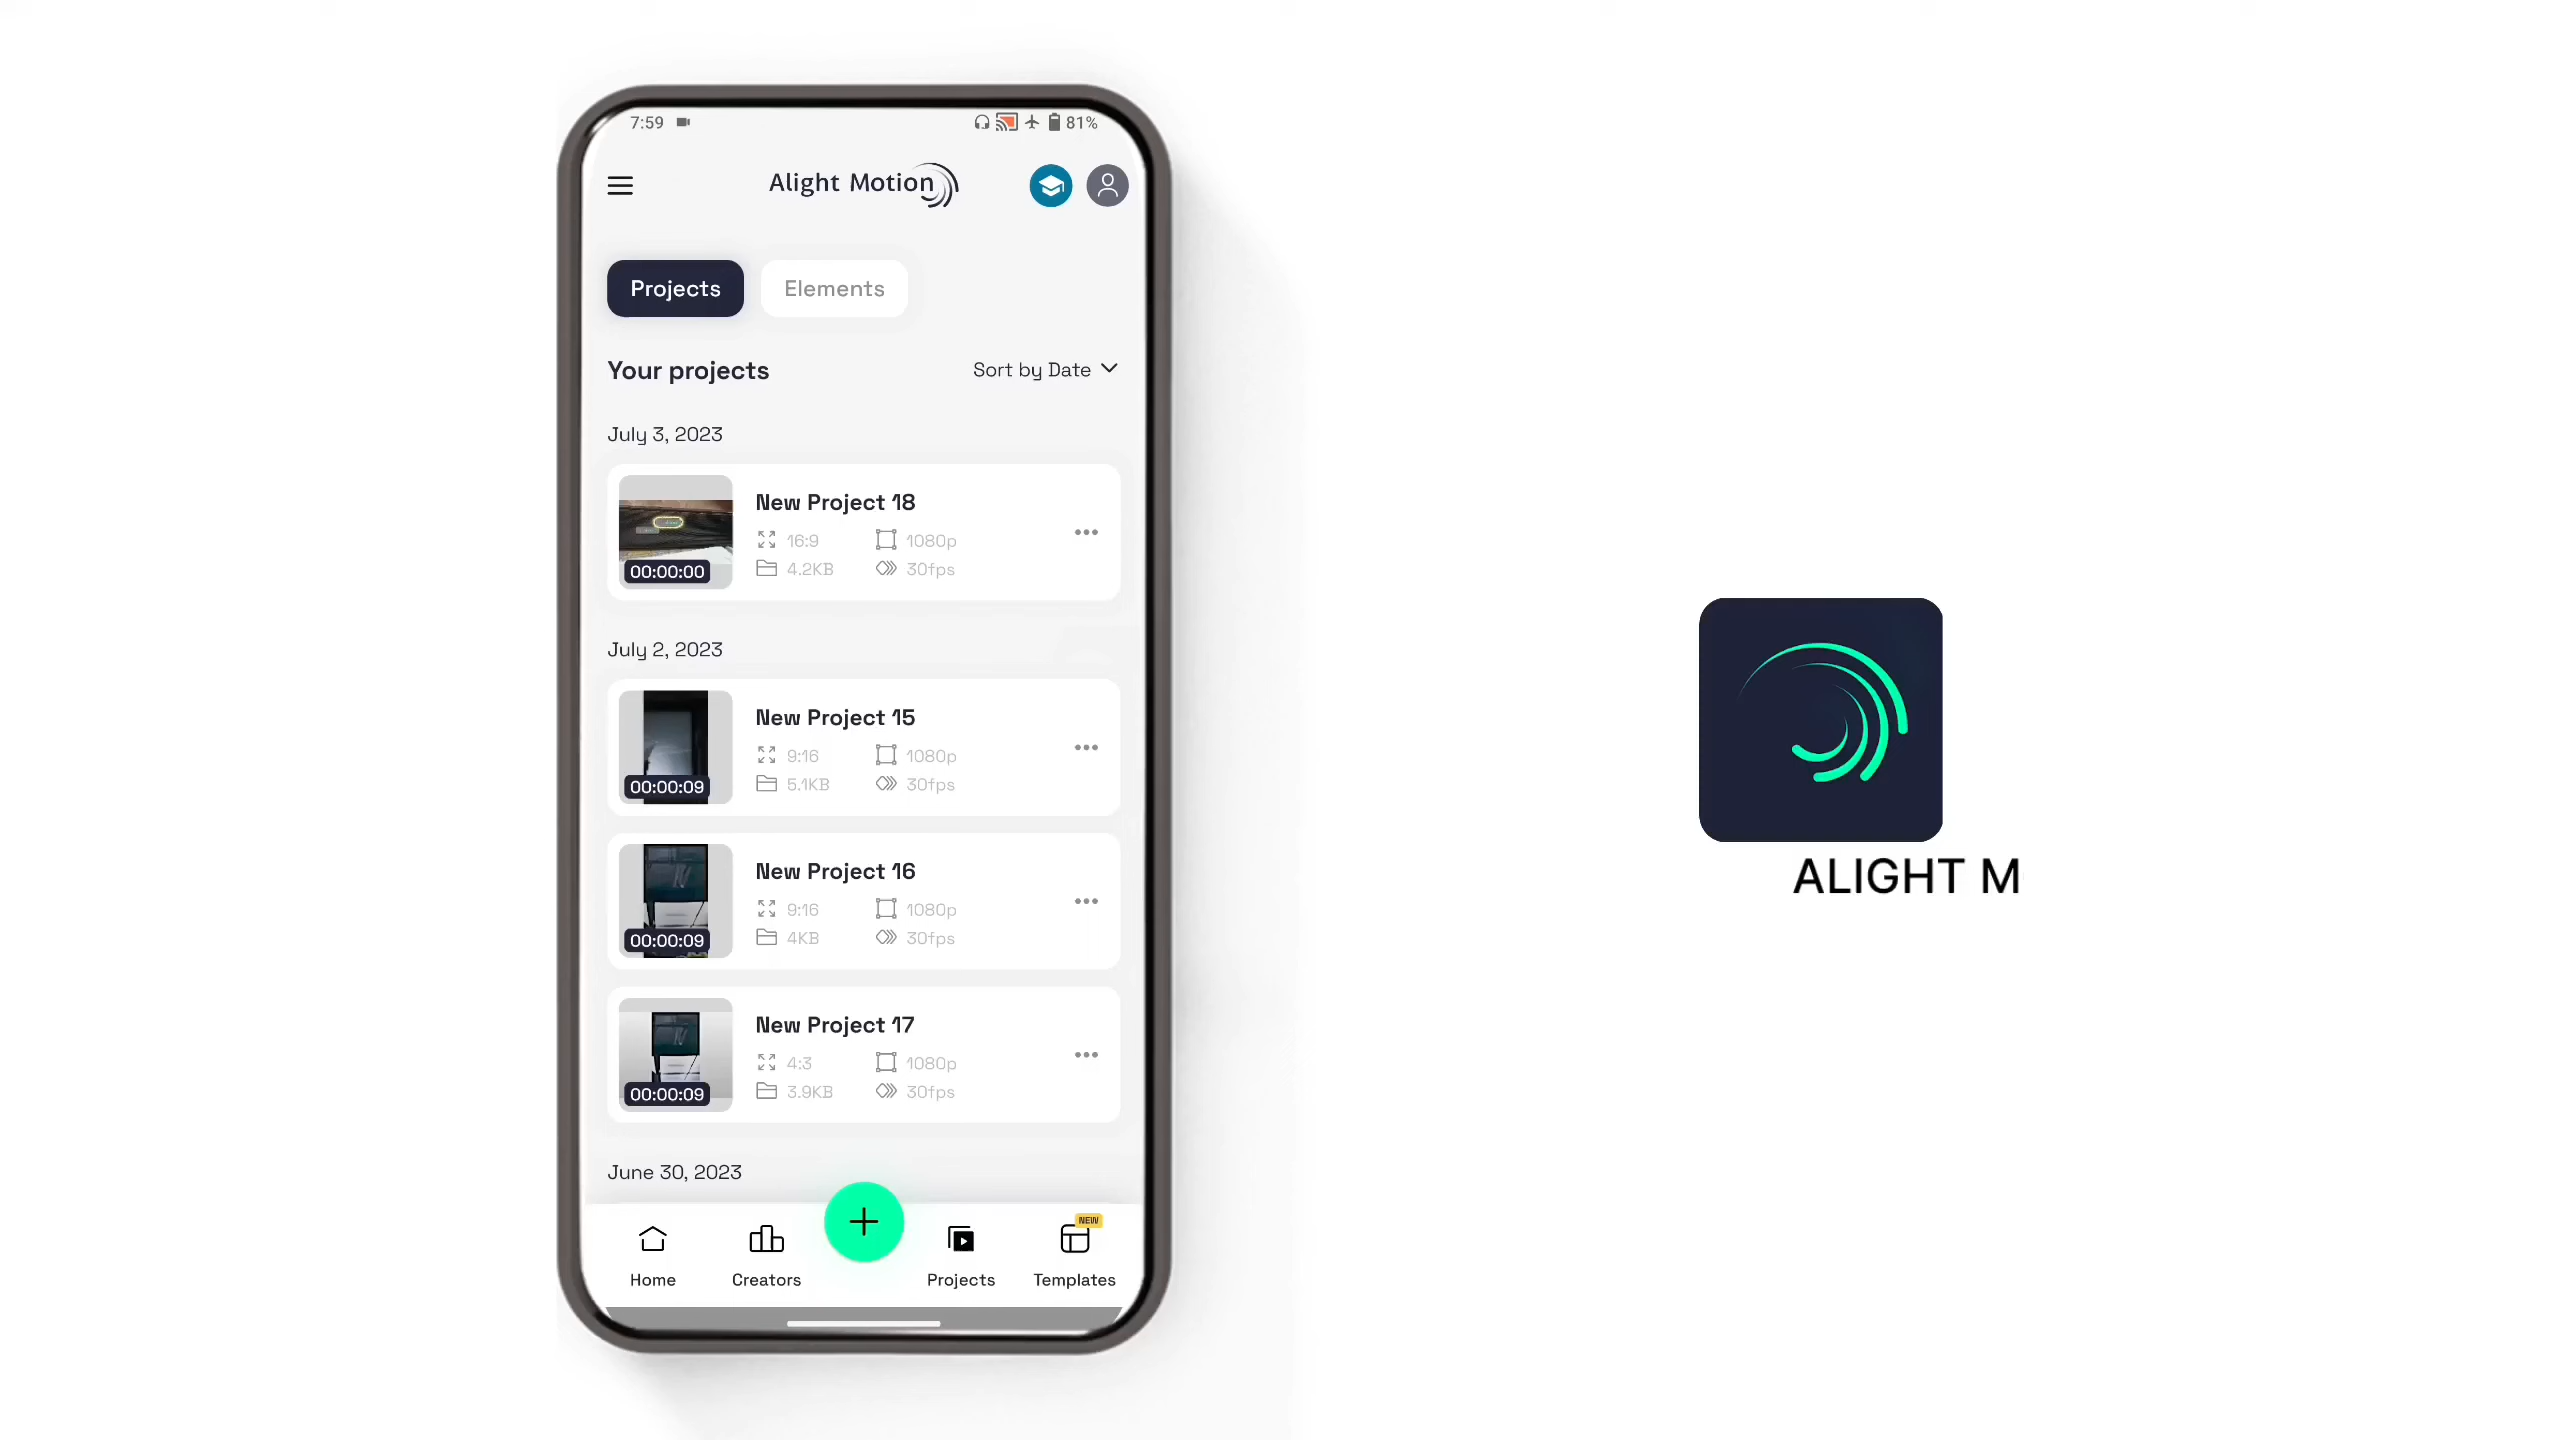 7:59 81%
Alight Motion
Projects Elements
Your projects Sort by Date
July 3, 2023
New Project 18
16:9 1080p
4.2KB 30fps
00:00:00
July 2, 2023
New Project 15
9:16 1080p
5.1KB 30fps
00:00:09
New Project 16
9:16 1080p
4KB 30fps
00:00:09
New Project 17
4:3 1080p
3.9KB 30fps
00:00:09
June 30, 2023
NEW
Home Creators Projects Templates
ALIGHT M